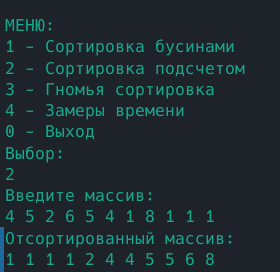 МЕНЮ:
1 – Сортировка бусинами
2 – Сортировка подсчетом
3 – Гномья сортировка
4 – Замеры времени
0 – Выход
Выбор:
2
Введите массив:
4 5 2 6 5 4 1 8 1 1 1
Отсортированный массив:
1 1 1 1 2 4 4 5 5 6 8